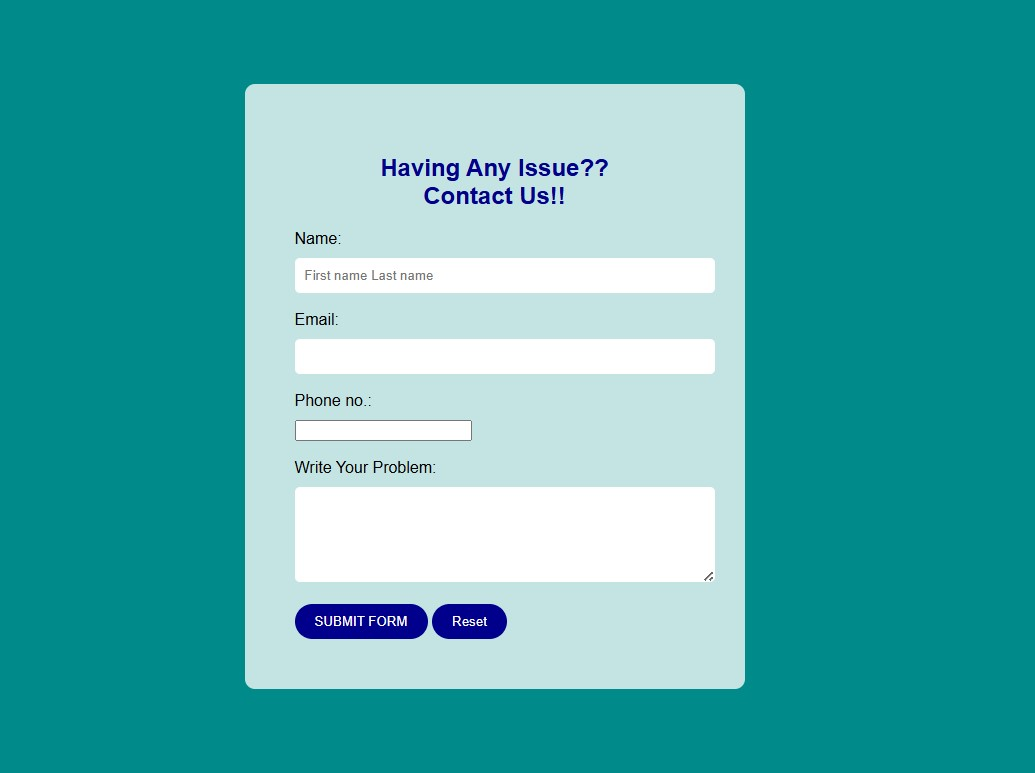 Having Any Issue??
Contact Us!!
Name:
First name Last name
Email:
Phone no.:
Write Your Problem:
SUBMIT FORM Reset